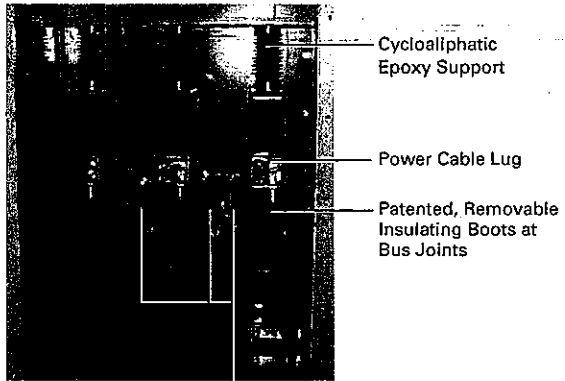 Cycloaliphatic
Epoxy Support
Power Cable Lug
Patented, Removable
Insulating Boots at
Bus Joints